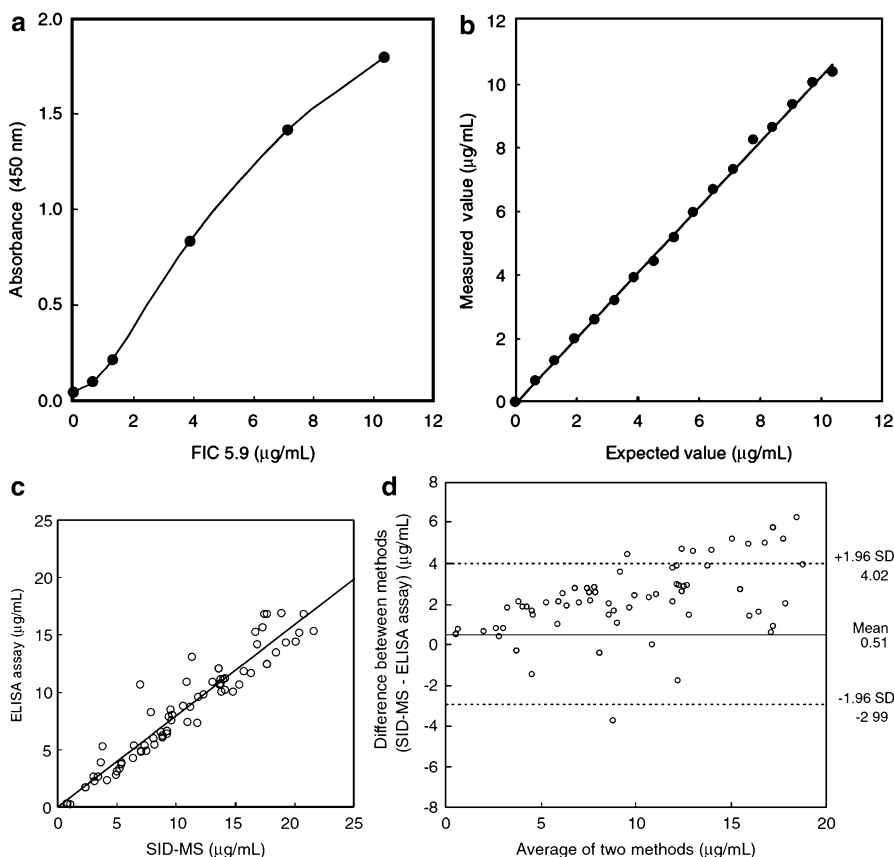 a
2.0
1.5
1.0
0.5
0.0
Absorbance (450 nm)
0 2 4 6 8 10 12
FIC 5.9 (μg/mL)
b
12
10
8
6
4
2
0
Measured value (μg/mL)
0 2 4 6 8 10 12
Expected value (μg/mL)
c
25
20
15
10
5
0
ELISA assay (μg/mL)
0 5 10 15 20 25
SID-MS (μg/mL)
d
8
6
4
2
0
-2
-4
-6
-8
Difference beteween methods
(SID-MS - ELISA assay) (μg/mL)
+1.96 SD
4.02
Mean
0.51
-1.96 SD
-2 99
0 5 10 15 20
Average of two methods (μg/mL)